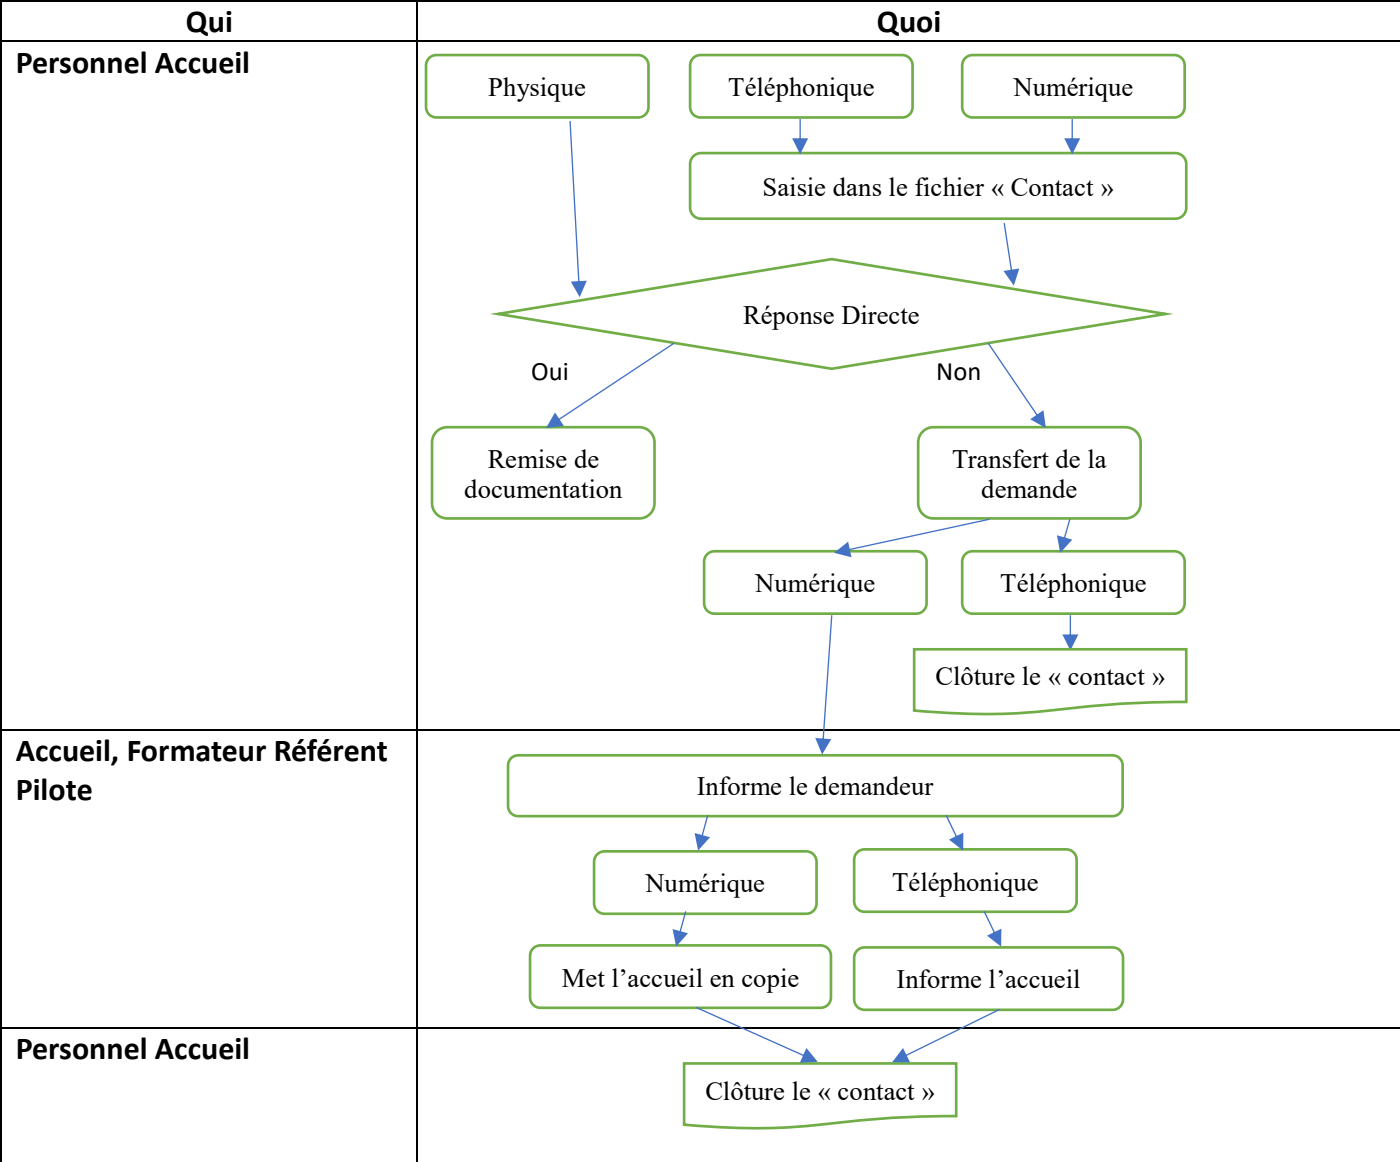 Qui
Quoi
Personnel Accueil
Physique
Téléphonique
Numérique
Saisie dans le fichier « Contact »
Réponse Directe
Oui
Non
Remise de
documentation
Transfert de la
demande
Numérique
Téléphonique
Clôture le « contact »
Accueil, Formateur Référent
Pilote
Informe le demandeur
Numérique
Téléphonique
Met l’accueil en copie
Informe l’accueil
Personnel Accueil
Clôture le « contact »